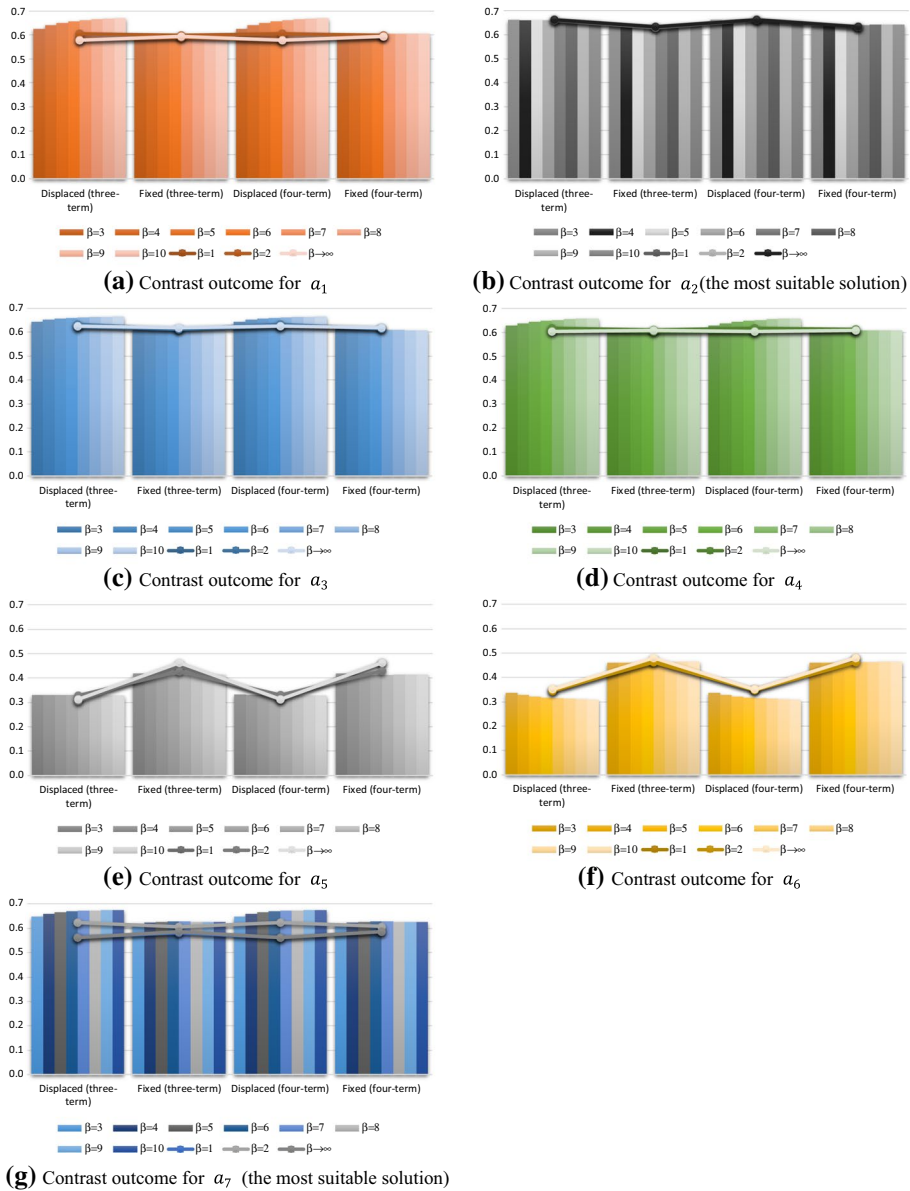 0.7
0.6
0.5
0.4
0.3
0.2
0.1
0.0
Displaced (three-
term)
Fixed (three-term)
Displaced (four-
term)
Fixed (four-term)
β=3 β=4 β=5 β=6 β=7 β=8
β=9 β=10 β=1 β=2 β→∞
(a) Contrast outcome for a₁
0.7
0.6
0.5
0.4
0.3
0.2
0.1
0.0
Displaced (three-
term)
Fixed (three-term)
Displaced (four-
term)
Fixed (four-term)
β=3 β=4 β=5 β=6 β=7 β=8
β=9 β=10 β=1 β=2 β→∞
(b) Contrast outcome for a₂(the most suitable solution)
0.7
0.6
0.5
0.4
0.3
0.2
0.1
0.0
Displaced (three-
term)
Fixed (three-term)
Displaced (four-
term)
Fixed (four-term)
β=3 β=4 β=5 β=6 β=7 β=8
β=9 β=10 β=1 β=2 β→∞
(c) Contrast outcome for a₃
0.7
0.6
0.5
0.4
0.3
0.2
0.1
0.0
Displaced (three-
term)
Fixed (three-term)
Displaced (four-
term)
Fixed (four-term)
β=3 β=4 β=5 β=6 β=7 β=8
β=9 β=10 β=1 β=2 β→∞
(d) Contrast outcome for a₄
0.7
0.6
0.5
0.4
0.3
0.2
0.1
0.0
Displaced (three-
term)
Fixed (three-term)
Displaced (four-
term)
Fixed (four-term)
β=3 β=4 β=5 β=6 β=7 β=8
β=9 β=10 β=1 β=2 β→∞
(e) Contrast outcome for a₅
0.7
0.6
0.5
0.4
0.3
0.2
0.1
0.0
Displaced (three-
term)
Fixed (three-term)
Displaced (four-
term)
Fixed (four-term)
β=3 β=4 β=5 β=6 β=7 β=8
β=9 β=10 β=1 β=2 β→∞
(f) Contrast outcome for a₆
0.7
0.6
0.5
0.4
0.3
0.2
0.1
0.0
Displaced (three-
term)
Fixed (three-term)
Displaced (four-
term)
Fixed (four-term)
β=3 β=4 β=5 β=6 β=7 β=8
β=9 β=10 β=1 β=2 β→∞
(g) Contrast outcome for a₇ (the most suitable solution)